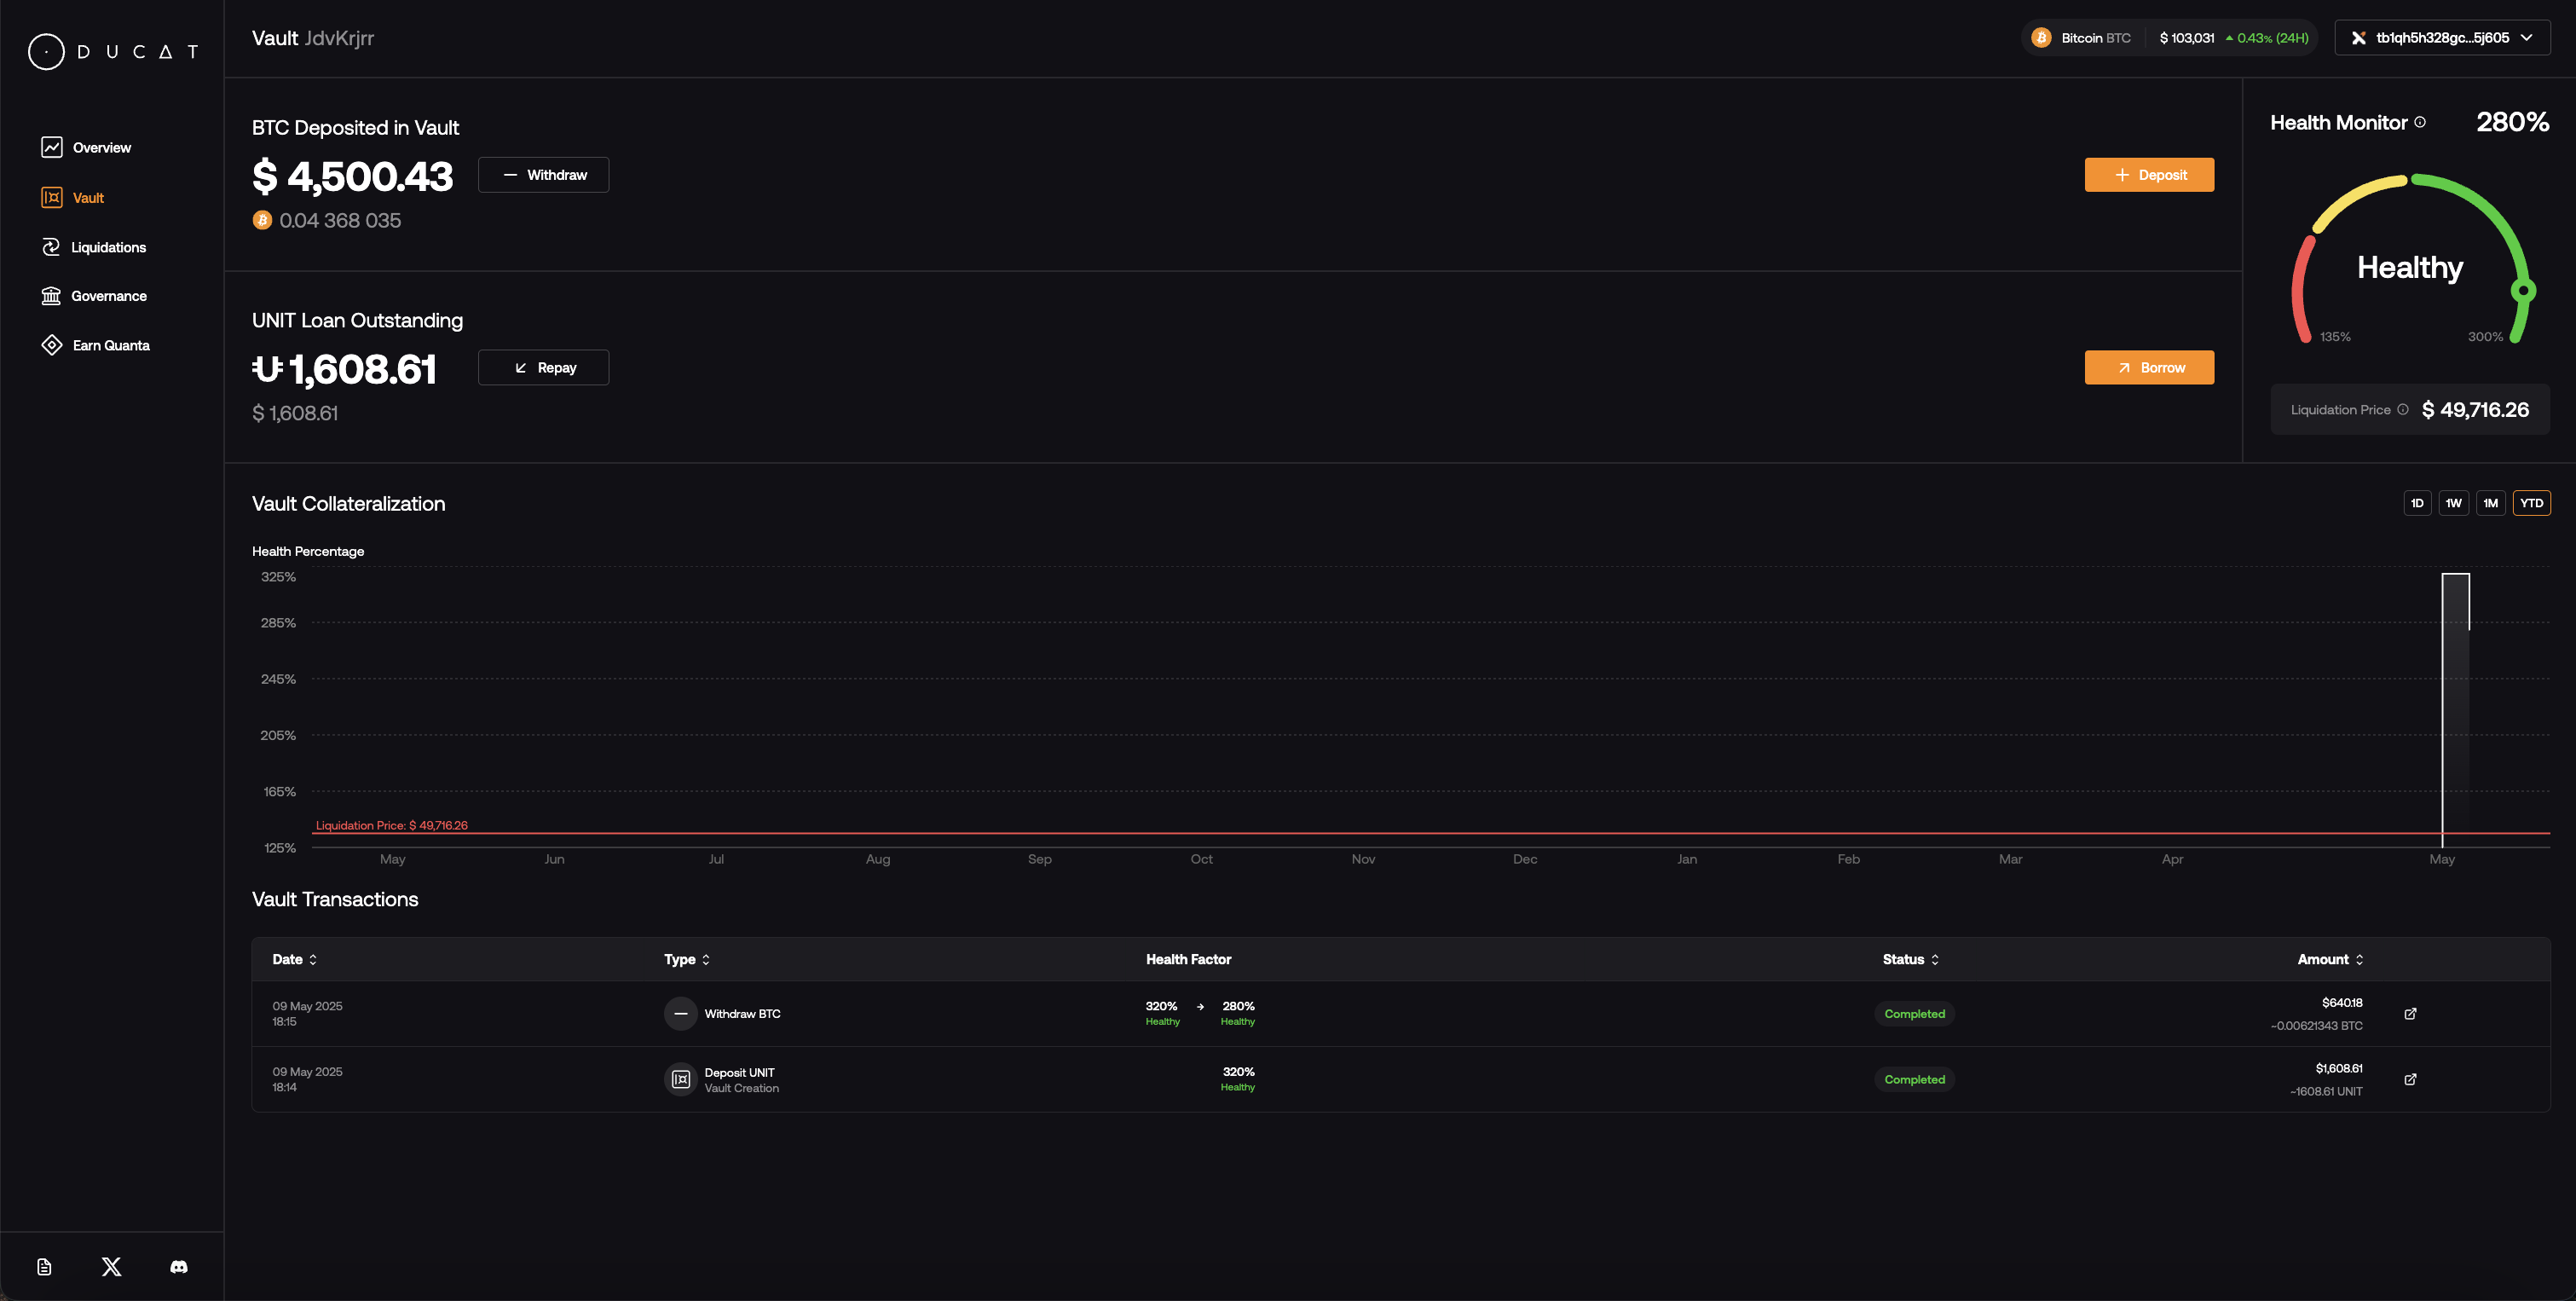 DUCΔT
Vault JdvKrjrr
Bitcoin BTC $ 103,031 0.43% (24H)
tb1qh5h328gc...5j605
Overview
Vault
Liquidations
Governance
Earn Quanta
BTC Deposited in Vault
$ 4,500.43
Withdraw
Deposit
0.04 368 035
UNIT Loan Outstanding
1,608.61
Repay
Borrow
$ 1,608.61
Health Monitor 280%
Healthy
135% 300%
Liquidation Price $ 49,716.26
Vault Collateralization
1D 1W 1M YTD
Health Percentage
325%
285%
245%
205%
165%
Liquidation Price: $ 49,716.26
125%
May Jun Jul Aug Sep Oct Nov Dec Jan Feb Mar Apr May
Vault Transactions
Date Type Health Factor Status Amount
09 May 2025
18:15
Withdraw BTC
320% → 280%
Healthy Healthy
Completed
$640.18
~0.00621343 BTC
09 May 2025
18:14
Deposit UNIT
Vault Creation
320%
Healthy
Completed
$1,608.61
~1608.61 UNIT